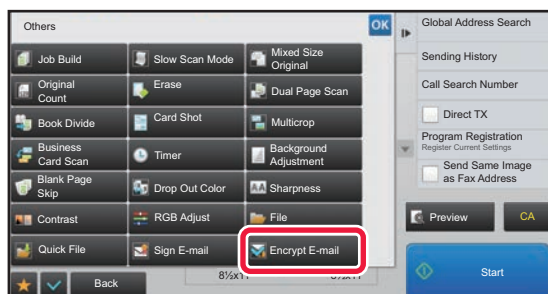 Others
OK
Job Build
Slow Scan Mode
Mixed Size
Original
Original
Count
Erase
Dual Page Scan
Book Divide
Card Shot
Multicrop
Business
Card Scan
Timer
Background
Adjustment
Blank Page
Skip
Drop Out Color
AA Sharpness
Contrast
RGB Adjust
File
Quick File
Sign E-mail
Encrypt E-mail
Back
8½x11
8½x11
Global Address Search
Sending History
Call Search Number
Direct TX
Program Registration
Register Current Settings
Send Same Image
as Fax Address
Preview
CA
Start